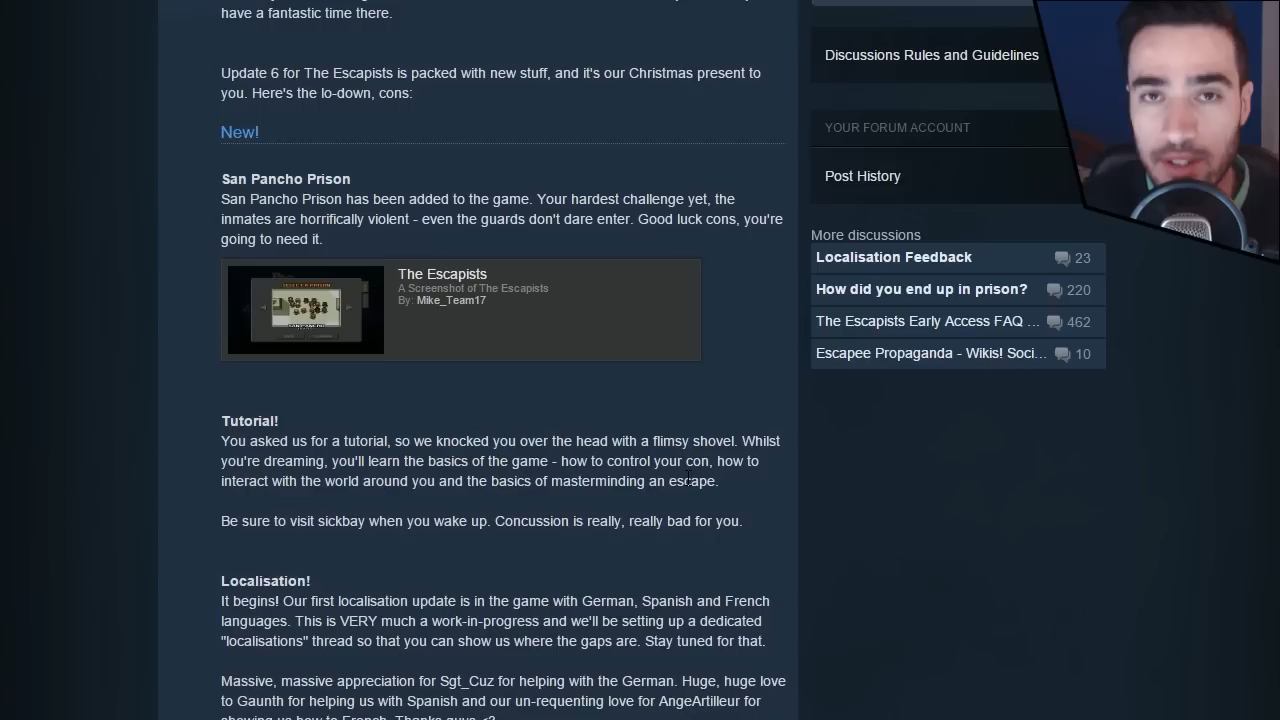 have a fantastic time there.
Update 6 for The Escapists is packed with new stuff, and it's our Christmas present to
you. Here's the lo-down, cons:
New!
San Pancho Prison
San Pancho Prison has been added to the game. Your hardest challenge yet, the
inmates are horrifically violent - even the guards don't dare enter. Good luck cons, you're
going to need it.
SELECT A PRISON
SAN PANCHO
The Escapists
A Screenshot of The Escapists
By: Mike_Team17
Tutorial!
You asked us for a tutorial, so we knocked you over the head with a flimsy shovel. Whilst
you're dreaming, you'll learn the basics of the game - how to control your con, how to
interact with the world around you and the basics of masterminding an escape.
Be sure to visit sickbay when you wake up. Concussion is really, really bad for you.
Localisation!
It begins! Our first localisation update is in the game with German, Spanish and French
languages. This is VERY much a work-in-progress and we'll be setting up a dedicated
"localisations" thread so that you can show us where the gaps are. Stay tuned for that.
Massive, massive appreciation for Sgt_Cuz for helping with the German. Huge, huge love
to Gaunth for helping us with Spanish and our un-requenting love for AngeArtilleur for
showing us how to French. Thanks guys <3
Discussions Rules and Guidelines
YOUR FORUM ACCOUNT
Post History
More discussions
Localisation Feedback 23
How did you end up in prison? 220
The Escapists Early Access FAQ ... 462
Escapee Propaganda - Wikis! Soci... 10